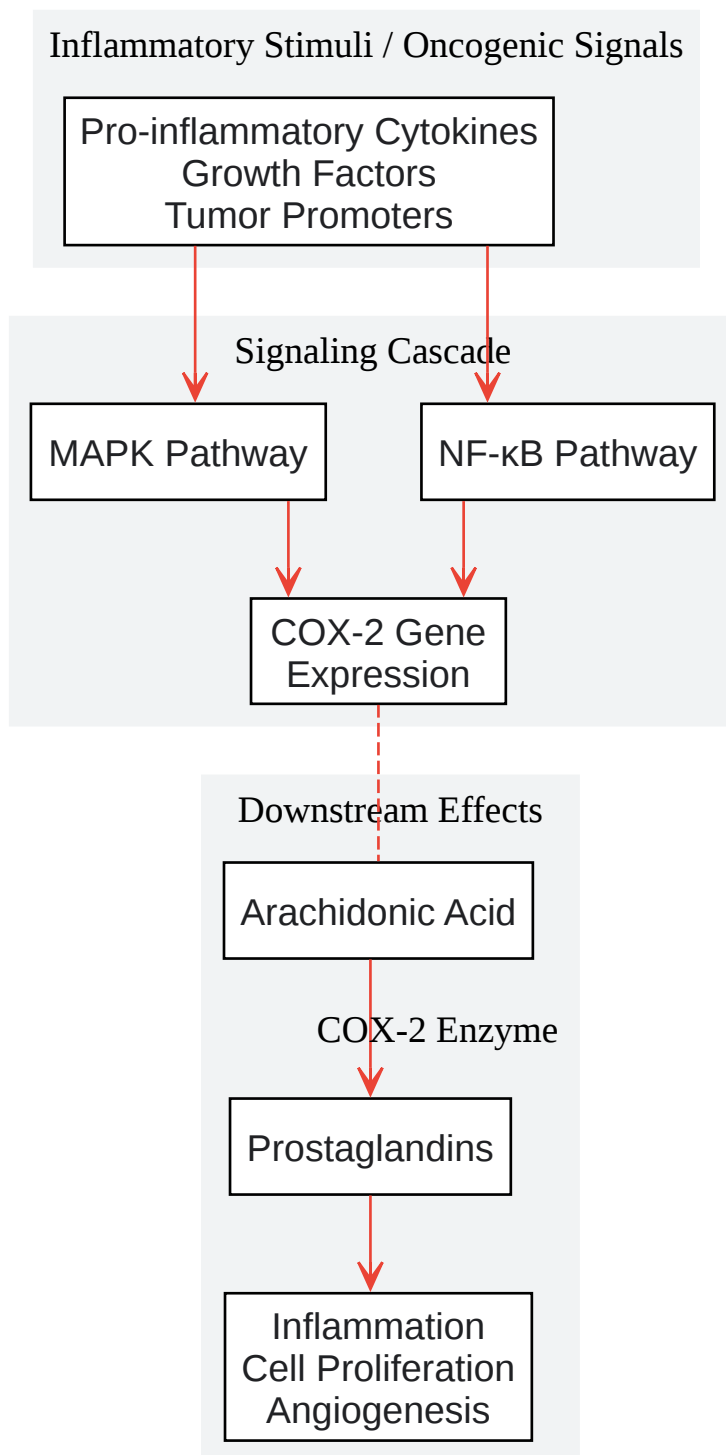 Inflammatory Stimuli / Oncogenic Signals
Pro-inflammatory Cytokines
Growth Factors
Tumor Promoters
Signaling Cascade
MAPK Pathway
NF-κB Pathway
COX-2 Gene
Expression
Downstream Effects
Arachidonic Acid
COX-2 Enzyme
Prostaglandins
Inflammation
Cell Proliferation
Angiogenesis